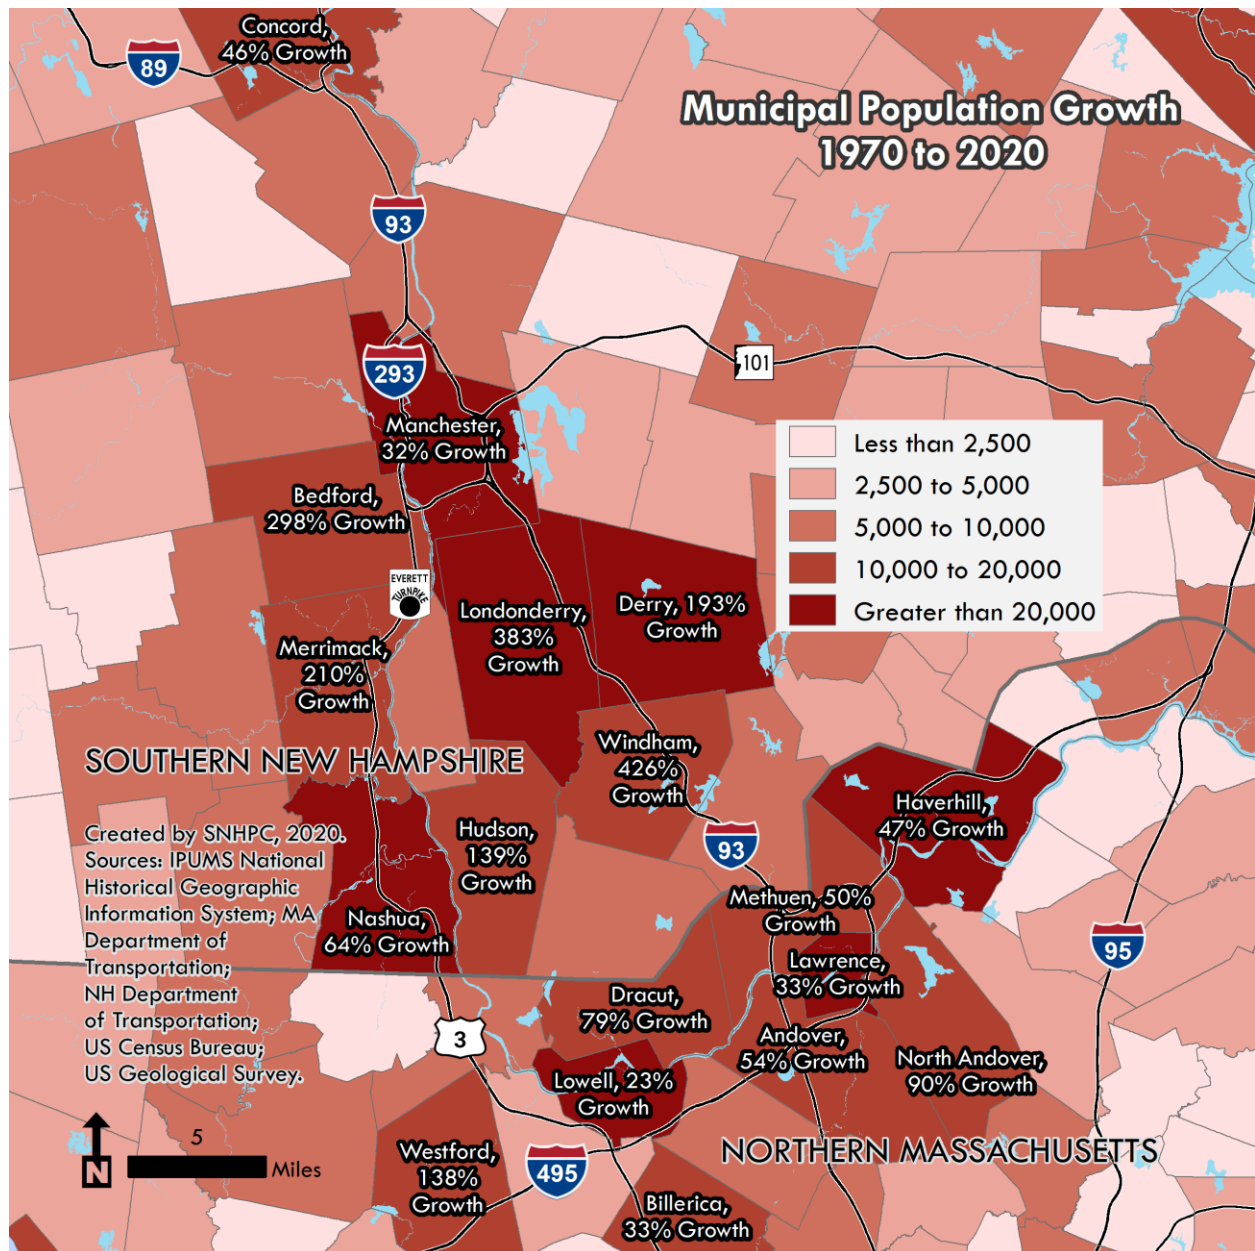 Concord,
46% Growth
89
Municipal Population Growth
1970 to 2020
93
293
101
Manchester,
32% Growth
Less than 2,500
2,500 to 5,000
5,000 to 10,000
10,000 to 20,000
Greater than 20,000
Bedford,
298% Growth
EVERETT
TURNPIKE
Londonderry,
383%
Growth
Derry, 193%
Growth
Merrimack,
210%
Growth
SOUTHERN NEW HAMPSHIRE
Windham,
426%
Growth
Haverhill,
47% Growth
Created by SNHPC, 2020.
Sources: IPUMS National
Historical Geographic
Information System; MA
Department of
Transportation;
NH Department
of Transportation;
US Census Bureau;
US Geological Survey.
Hudson,
139%
Growth
93
Methuen, 50%
Growth
Nashua,
64% Growth
95
Lawrence,
33% Growth
Dracut,
79% Growth
3
Andover,
54% Growth
North Andover,
90% Growth
Lowell, 23%
Growth
N
5
Miles
Westford,
138%
Growth
495
NORTHERN MASSACHUSETTS
Billerica,
33% Growth